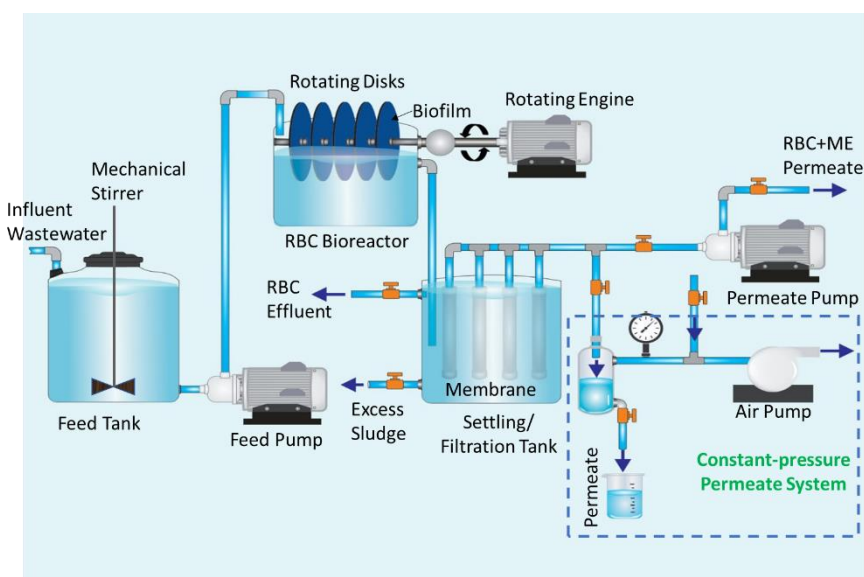 Rotating Disks
Biofilm
Rotating Engine
Mechanical
Stirrer
Influent
Wastewater
RBC Bioreactor
RBC+ME
Permeate
RBC
Effluent
Permeate Pump
Membrane
Feed Tank
Feed Pump
Excess
Sludge
Settling/
Filtration Tank
Air Pump
Permeate
Constant-pressure
Permeate System